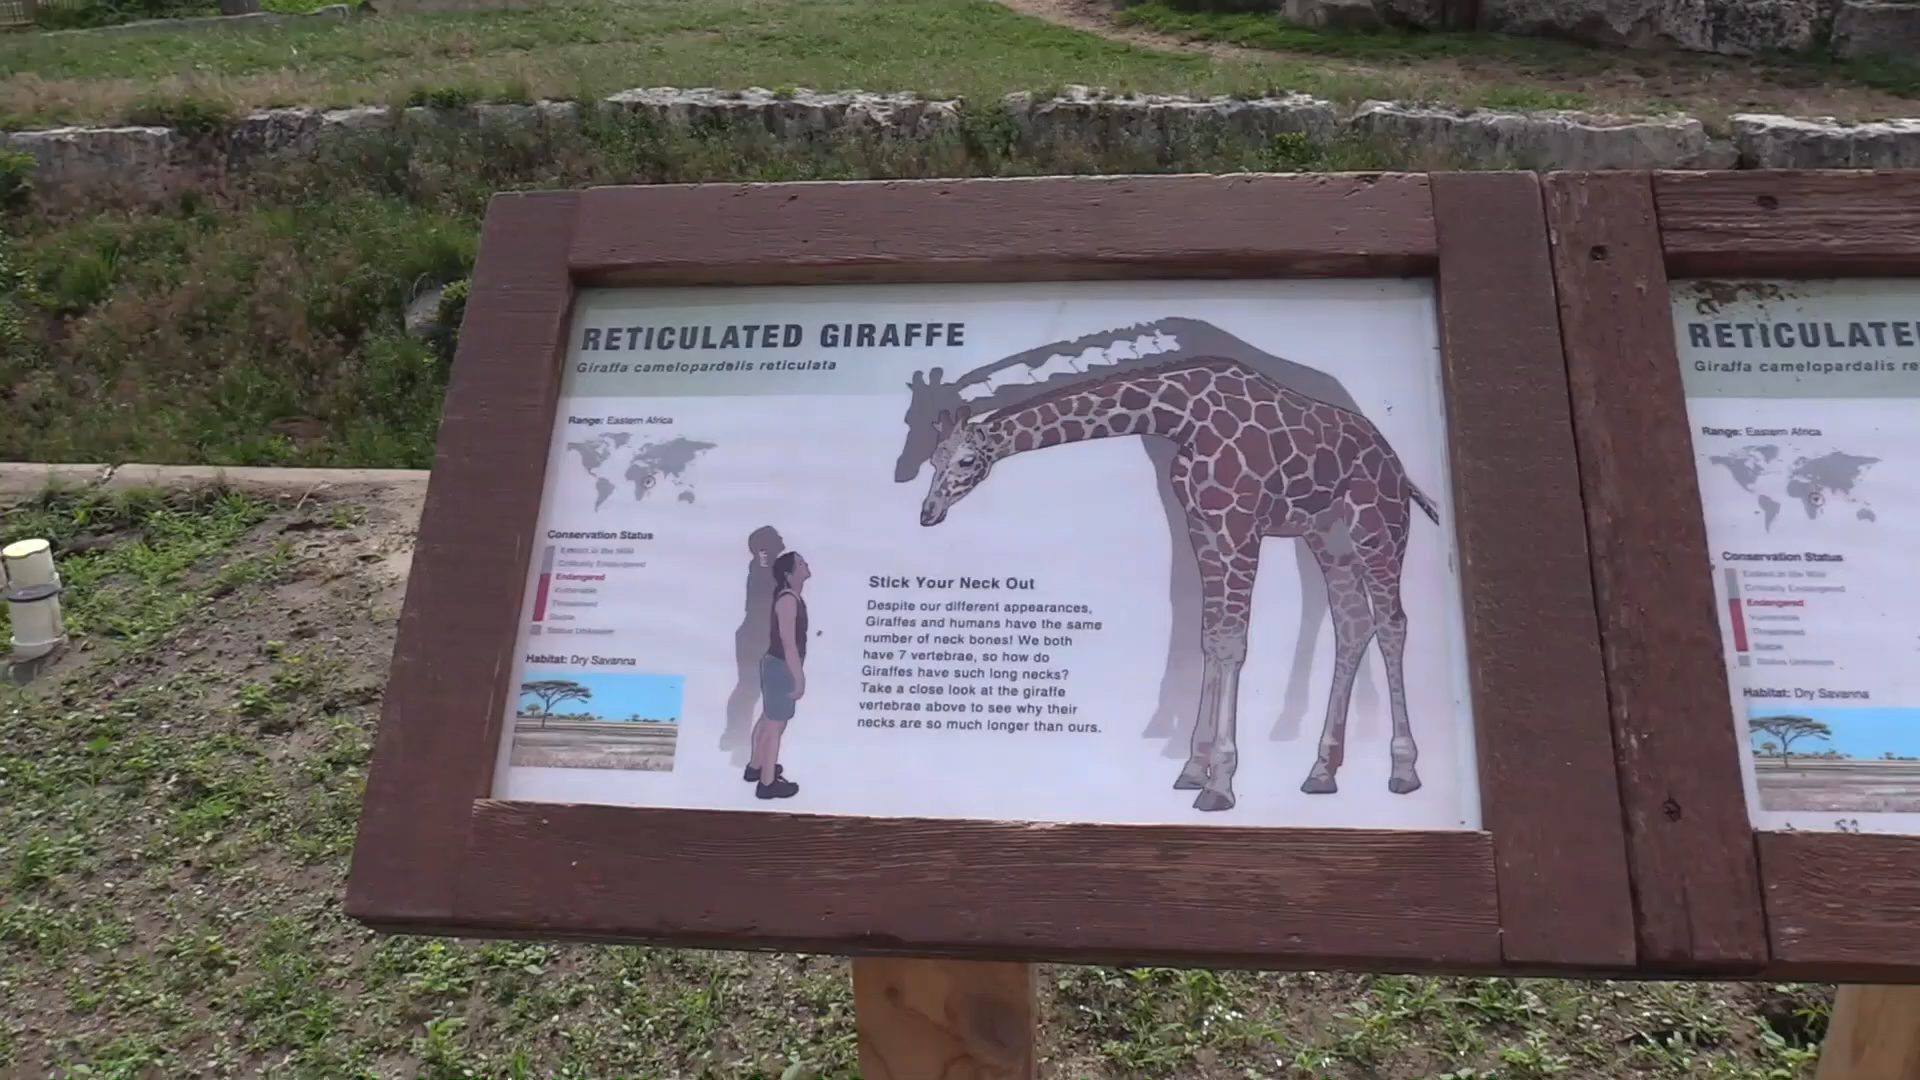 RETICULATED GIRAFFE
Giraffa camelopardalis reticulata
Range: Eastern Africa
Conservation Status
Extinct in the Wild
Critically Endangered
Endangered
Vulnerable
Threatened
Stable
Status Unknown
Habitat: Dry Savanna
Stick Your Neck Out
Despite our different appearances,
Giraffes and humans have the same
number of neck bones! We both
have 7 vertebrae, so how do
Giraffes have such long necks?
Take a close look at the giraffe
vertebrae above to see why their
necks are so much longer than ours.
RETICULATE
Giraffa camelopardalis re
Range: Eastern Africa
Conservation Status
Extinct in the Wild
Critically Endangered
Endangered
Vulnerable
Threatened
Stable
Status Unknown
Habitat: Dry Savanna